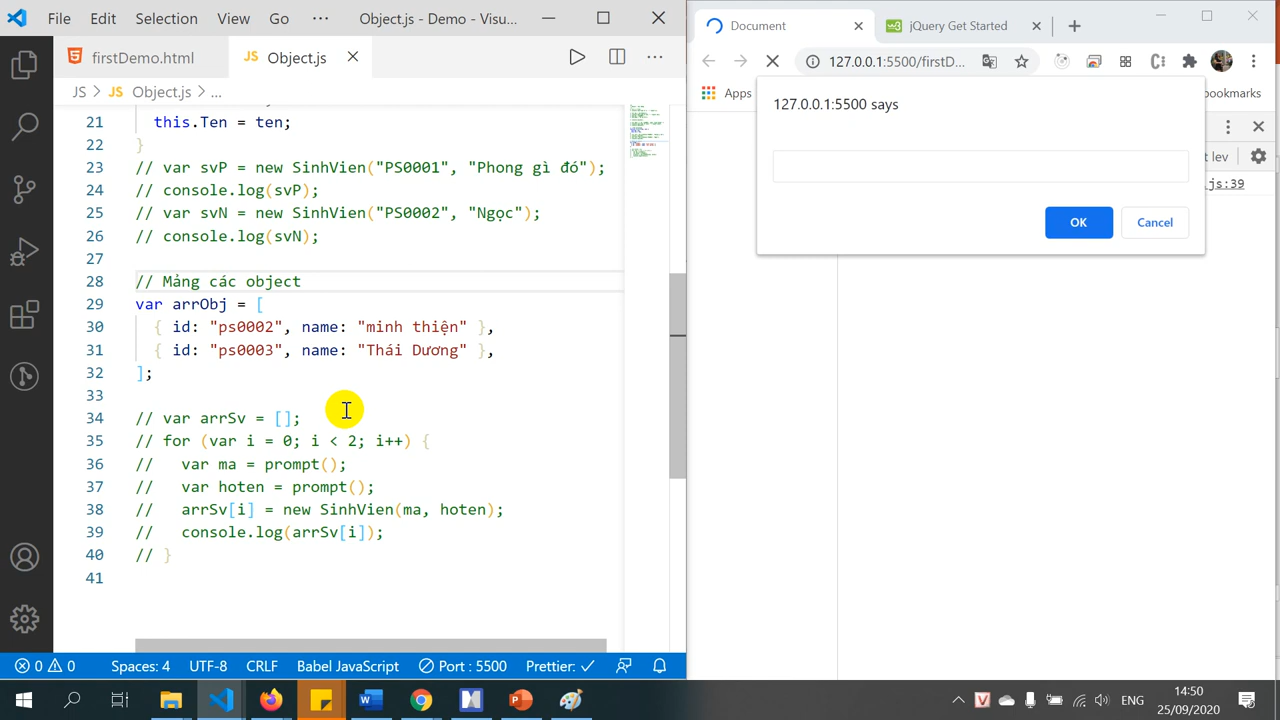 File Edit Selection View Go ··· Object.js - Demo - Visu...
firstDemo.html
JS Object.js
JS > JS Object.js > ...
21 this.Ten = ten;
22 }
23 // var svP = new SinhVien("PS0001", "Phong gì đó");
24 // console.log(svP);
25 // var svN = new SinhVien("PS0002", "Ngọc");
26 // console.log(svN);
27
28 // Mảng các object
29 var arrObj = [
30 { id: "ps0002", name: "minh thiện" },
31 { id: "ps0003", name: "Thái Dương" },
32 ];
33
34 // var arrSv = [];
35 // for (var i = 0; i < 2; i++) {
36 // var ma = prompt();
37 // var hoten = prompt();
38 // arrSv[i] = new SinhVien(ma, hoten);
39 // console.log(arrSv[i]);
40 // }
41
0 0 Spaces: 4 UTF-8 CRLF Babel JavaScript Port : 5500 Prettier: ✓
Document
jQuery Get Started
127.0.0.1:5500/firstD...
Apps
bookmarks
127.0.0.1:5500 says
OK
Cancel
t lev
js:39
ENG
14:50
25/09/2020